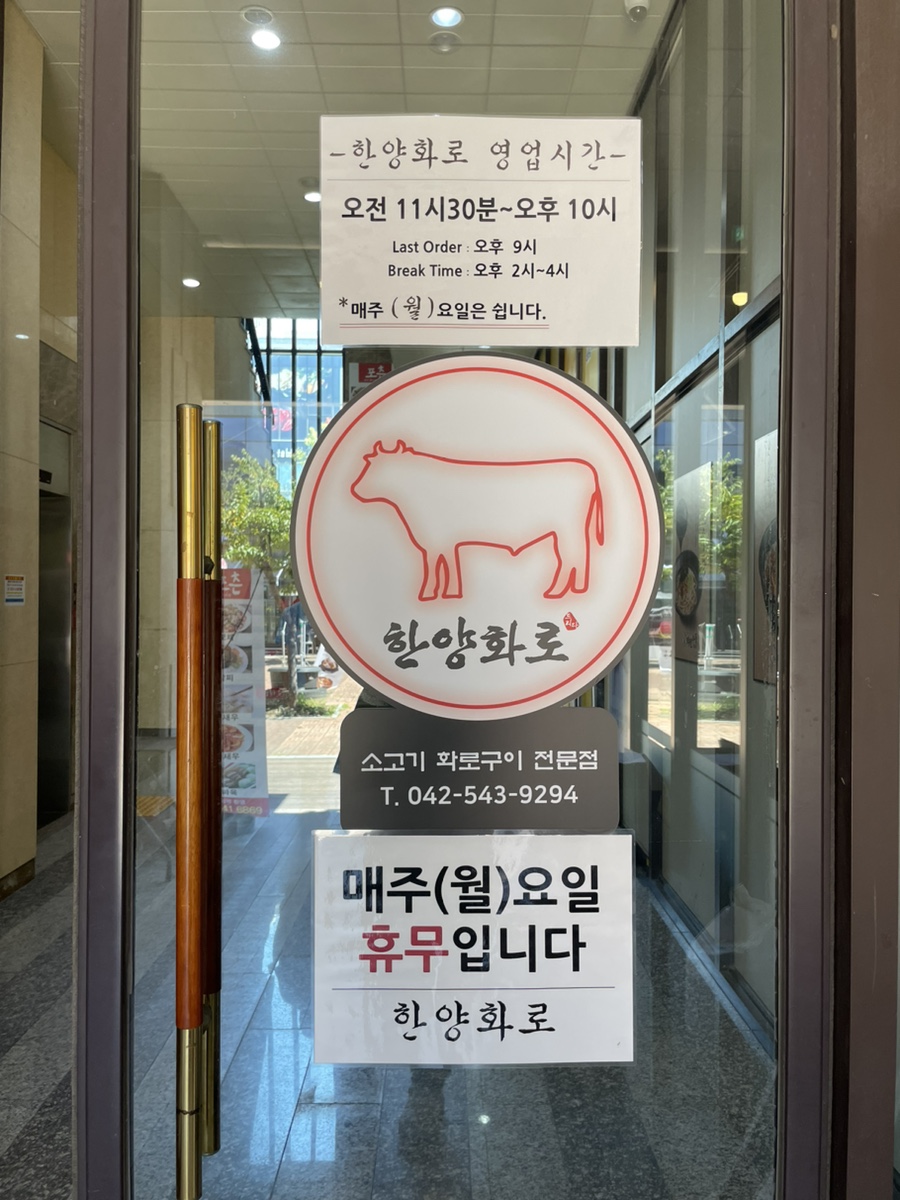 -한양화로 영업시간-
오전 11시30분~오후 10시
Last Order : 오후 9시
Break Time : 오후 2시~4시
*매주 (월)요일은 쉽니다.
한양화로
소고기 화로구이 전문점
T. 042-543-9294
매주(월)요일
휴무입니다
한양화로